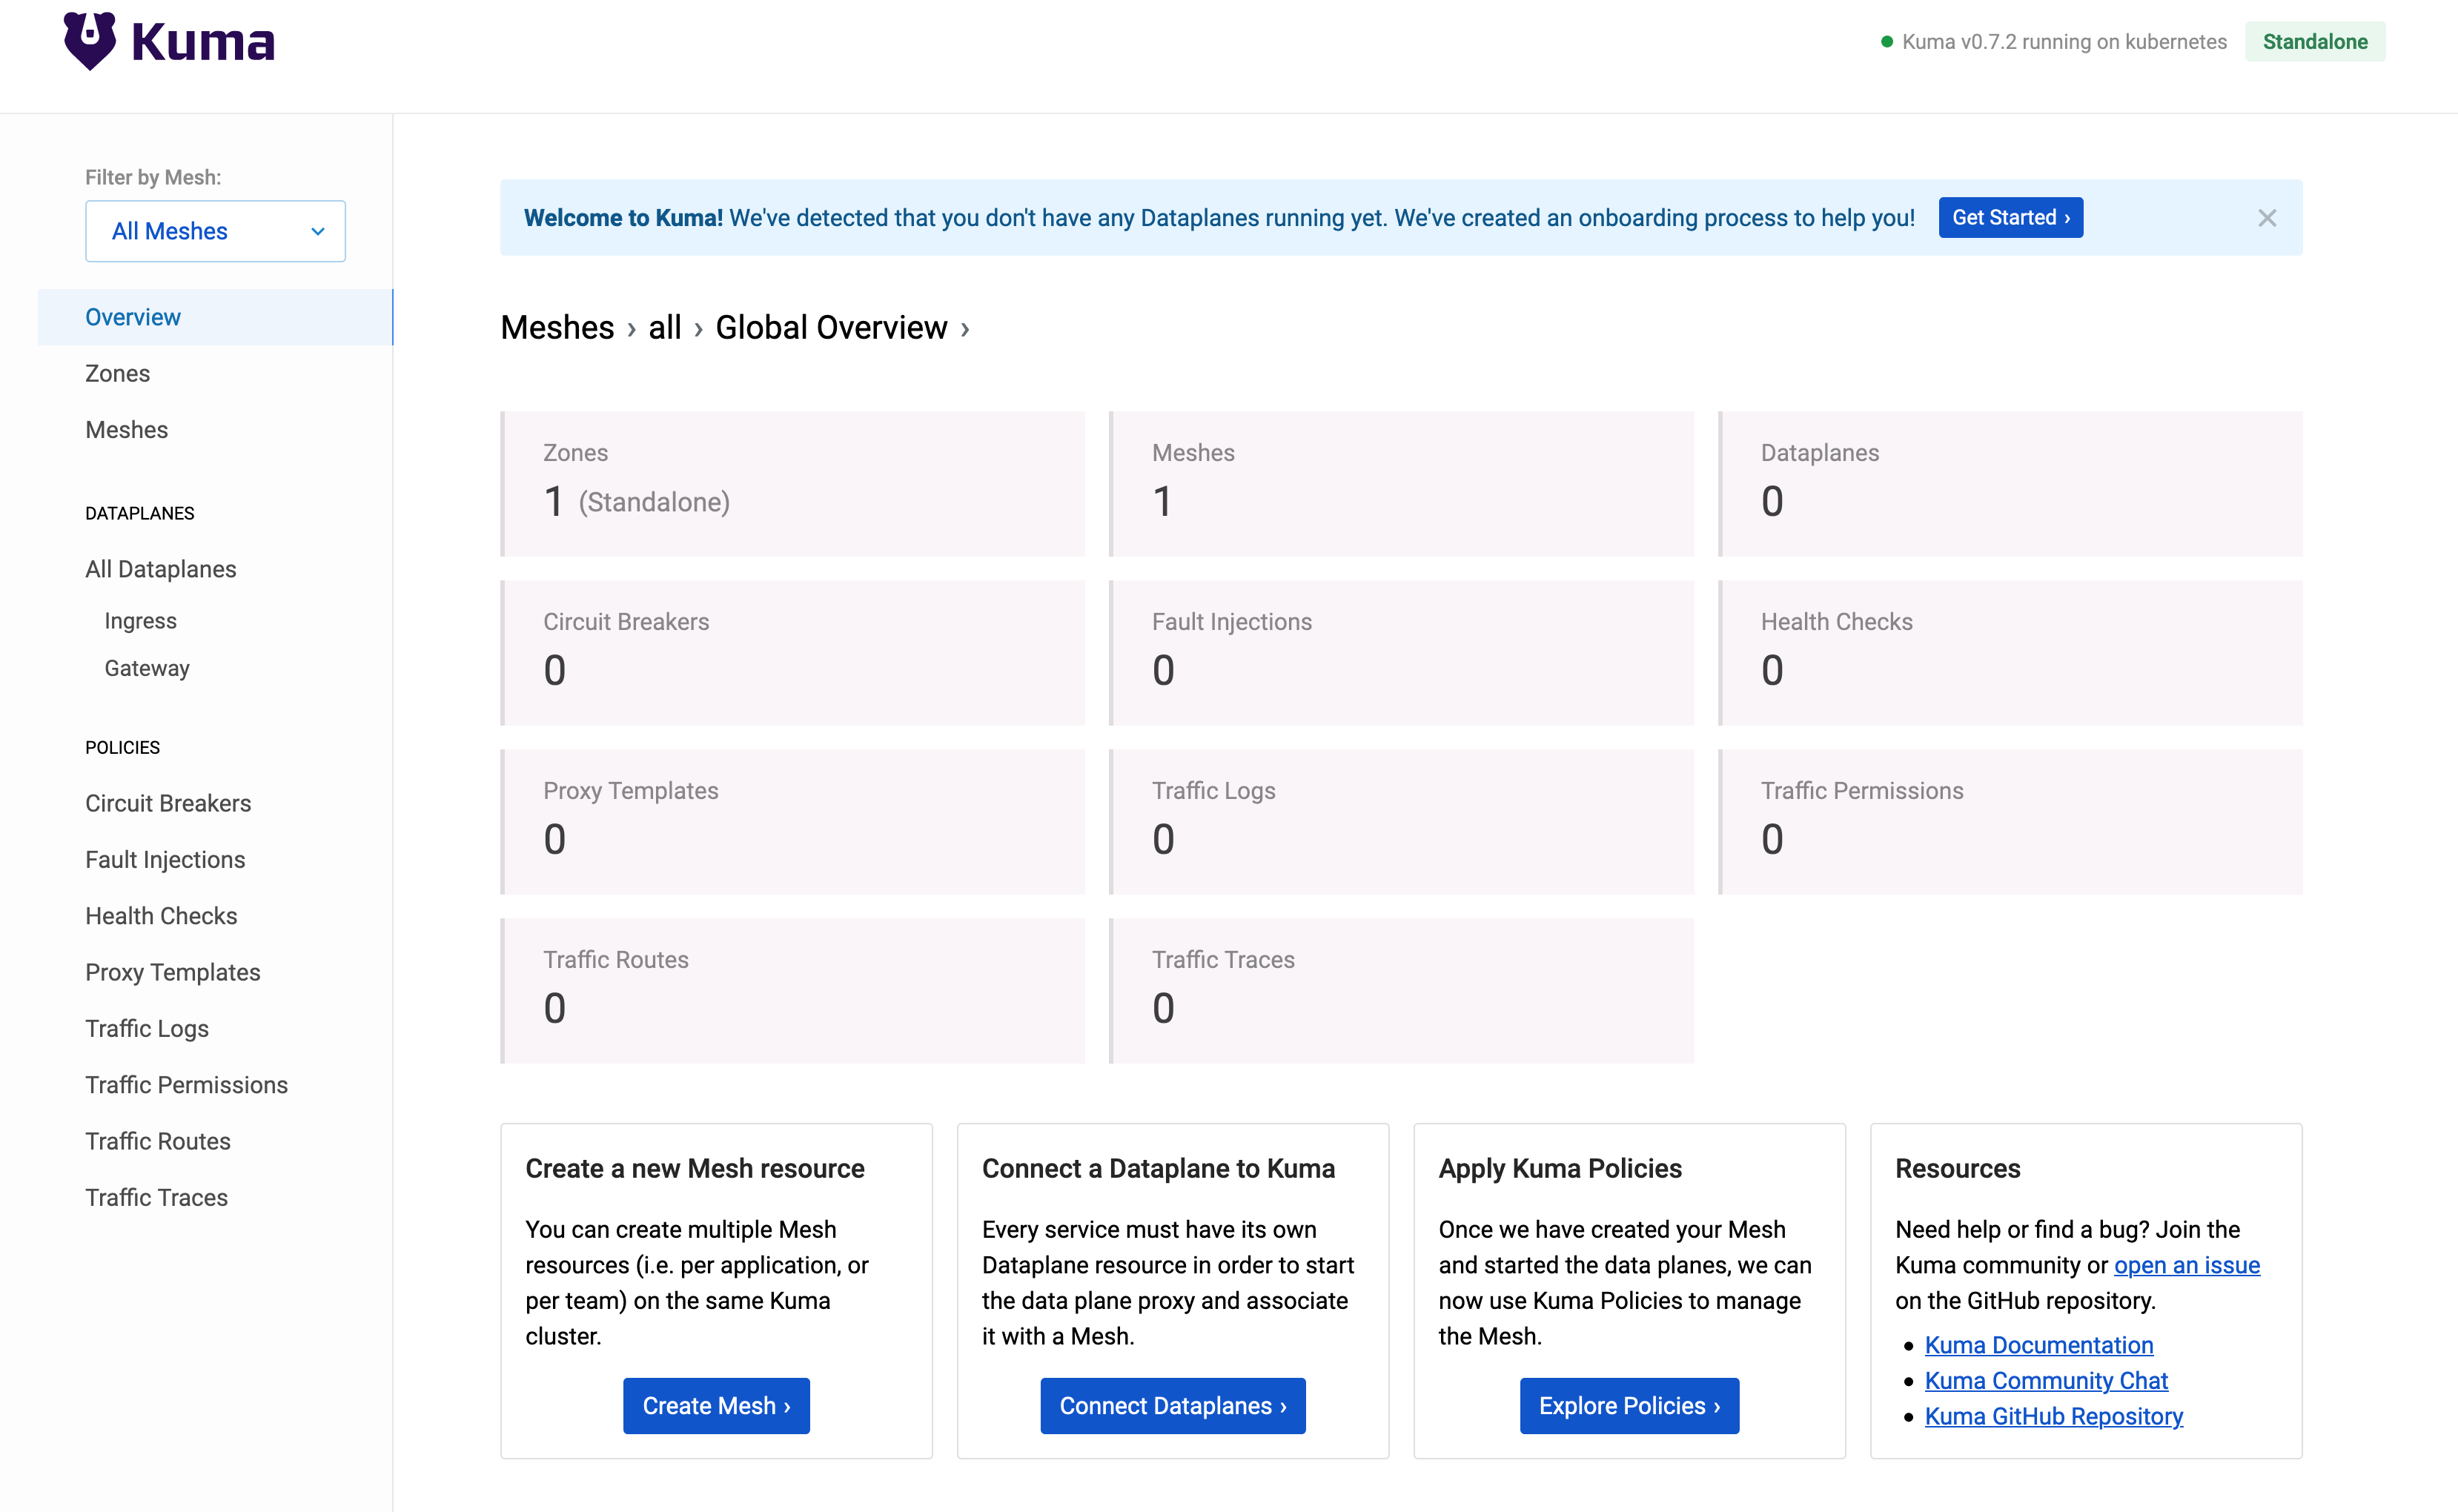 Kuma
Kuma v0.7.2 running on kubernetes
Standalone
Filter by Mesh:
All Meshes
Overview
Zones
Meshes
DATAPLANES
All Dataplanes
Ingress
Gateway
POLICIES
Circuit Breakers
Fault Injections
Health Checks
Proxy Templates
Traffic Logs
Traffic Permissions
Traffic Routes
Traffic Traces
Welcome to Kuma! We've detected that you don't have any Dataplanes running yet. We've created an onboarding process to help you!
Get Started ›
Meshes › all › Global Overview ›
Zones
1 (Standalone)
Meshes
1
Dataplanes
0
Circuit Breakers
0
Fault Injections
0
Health Checks
0
Proxy Templates
0
Traffic Logs
0
Traffic Permissions
0
Traffic Routes
0
Traffic Traces
0
Create a new Mesh resource
You can create multiple Mesh
resources (i.e. per application, or
per team) on the same Kuma
cluster.
Create Mesh ›
Connect a Dataplane to Kuma
Every service must have its own
Dataplane resource in order to start
the data plane proxy and associate
it with a Mesh.
Connect Dataplanes ›
Apply Kuma Policies
Once we have created your Mesh
and started the data planes, we can
now use Kuma Policies to manage
the Mesh.
Explore Policies ›
Resources
Need help or find a bug? Join the
Kuma community or open an issue
on the GitHub repository.
• Kuma Documentation
• Kuma Community Chat
• Kuma GitHub Repository